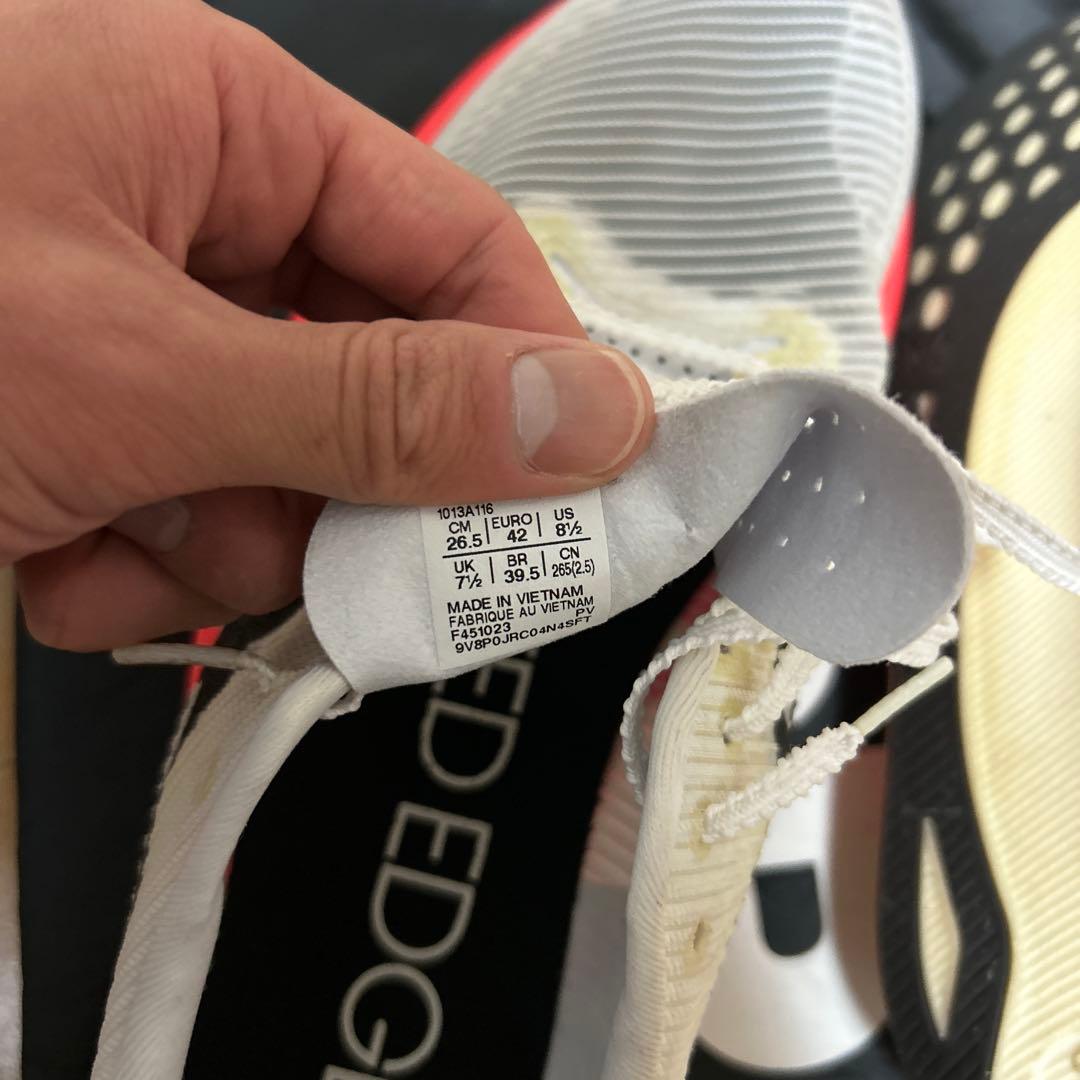 1013A116
CM EURO US
26.5 42 8½
UK BR CN
7½ 39.5 265(2.5)
MADE IN VIETNAM
FABRIQUE AU VIETNAM
F451023 PV
9V8P0JRC04N4SFT
ED EDG